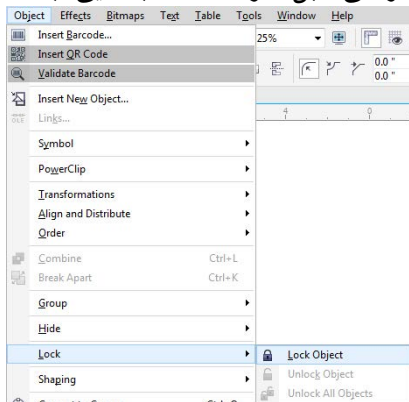 Object Effects Bitmaps Text Table Tools Window Help
Insert Barcode...
25%
Insert QR Code
Validate Barcode
0.0 "
0.0 "
Insert New Object...
Links...
4 0
Symbol
PowerClip
Transformations
Align and Distribute
Order
Combine Ctrl+L
Break Apart Ctrl+K
Group
Hide
Lock
Lock Object
Shaping
Unlock Object
Unlock All Objects